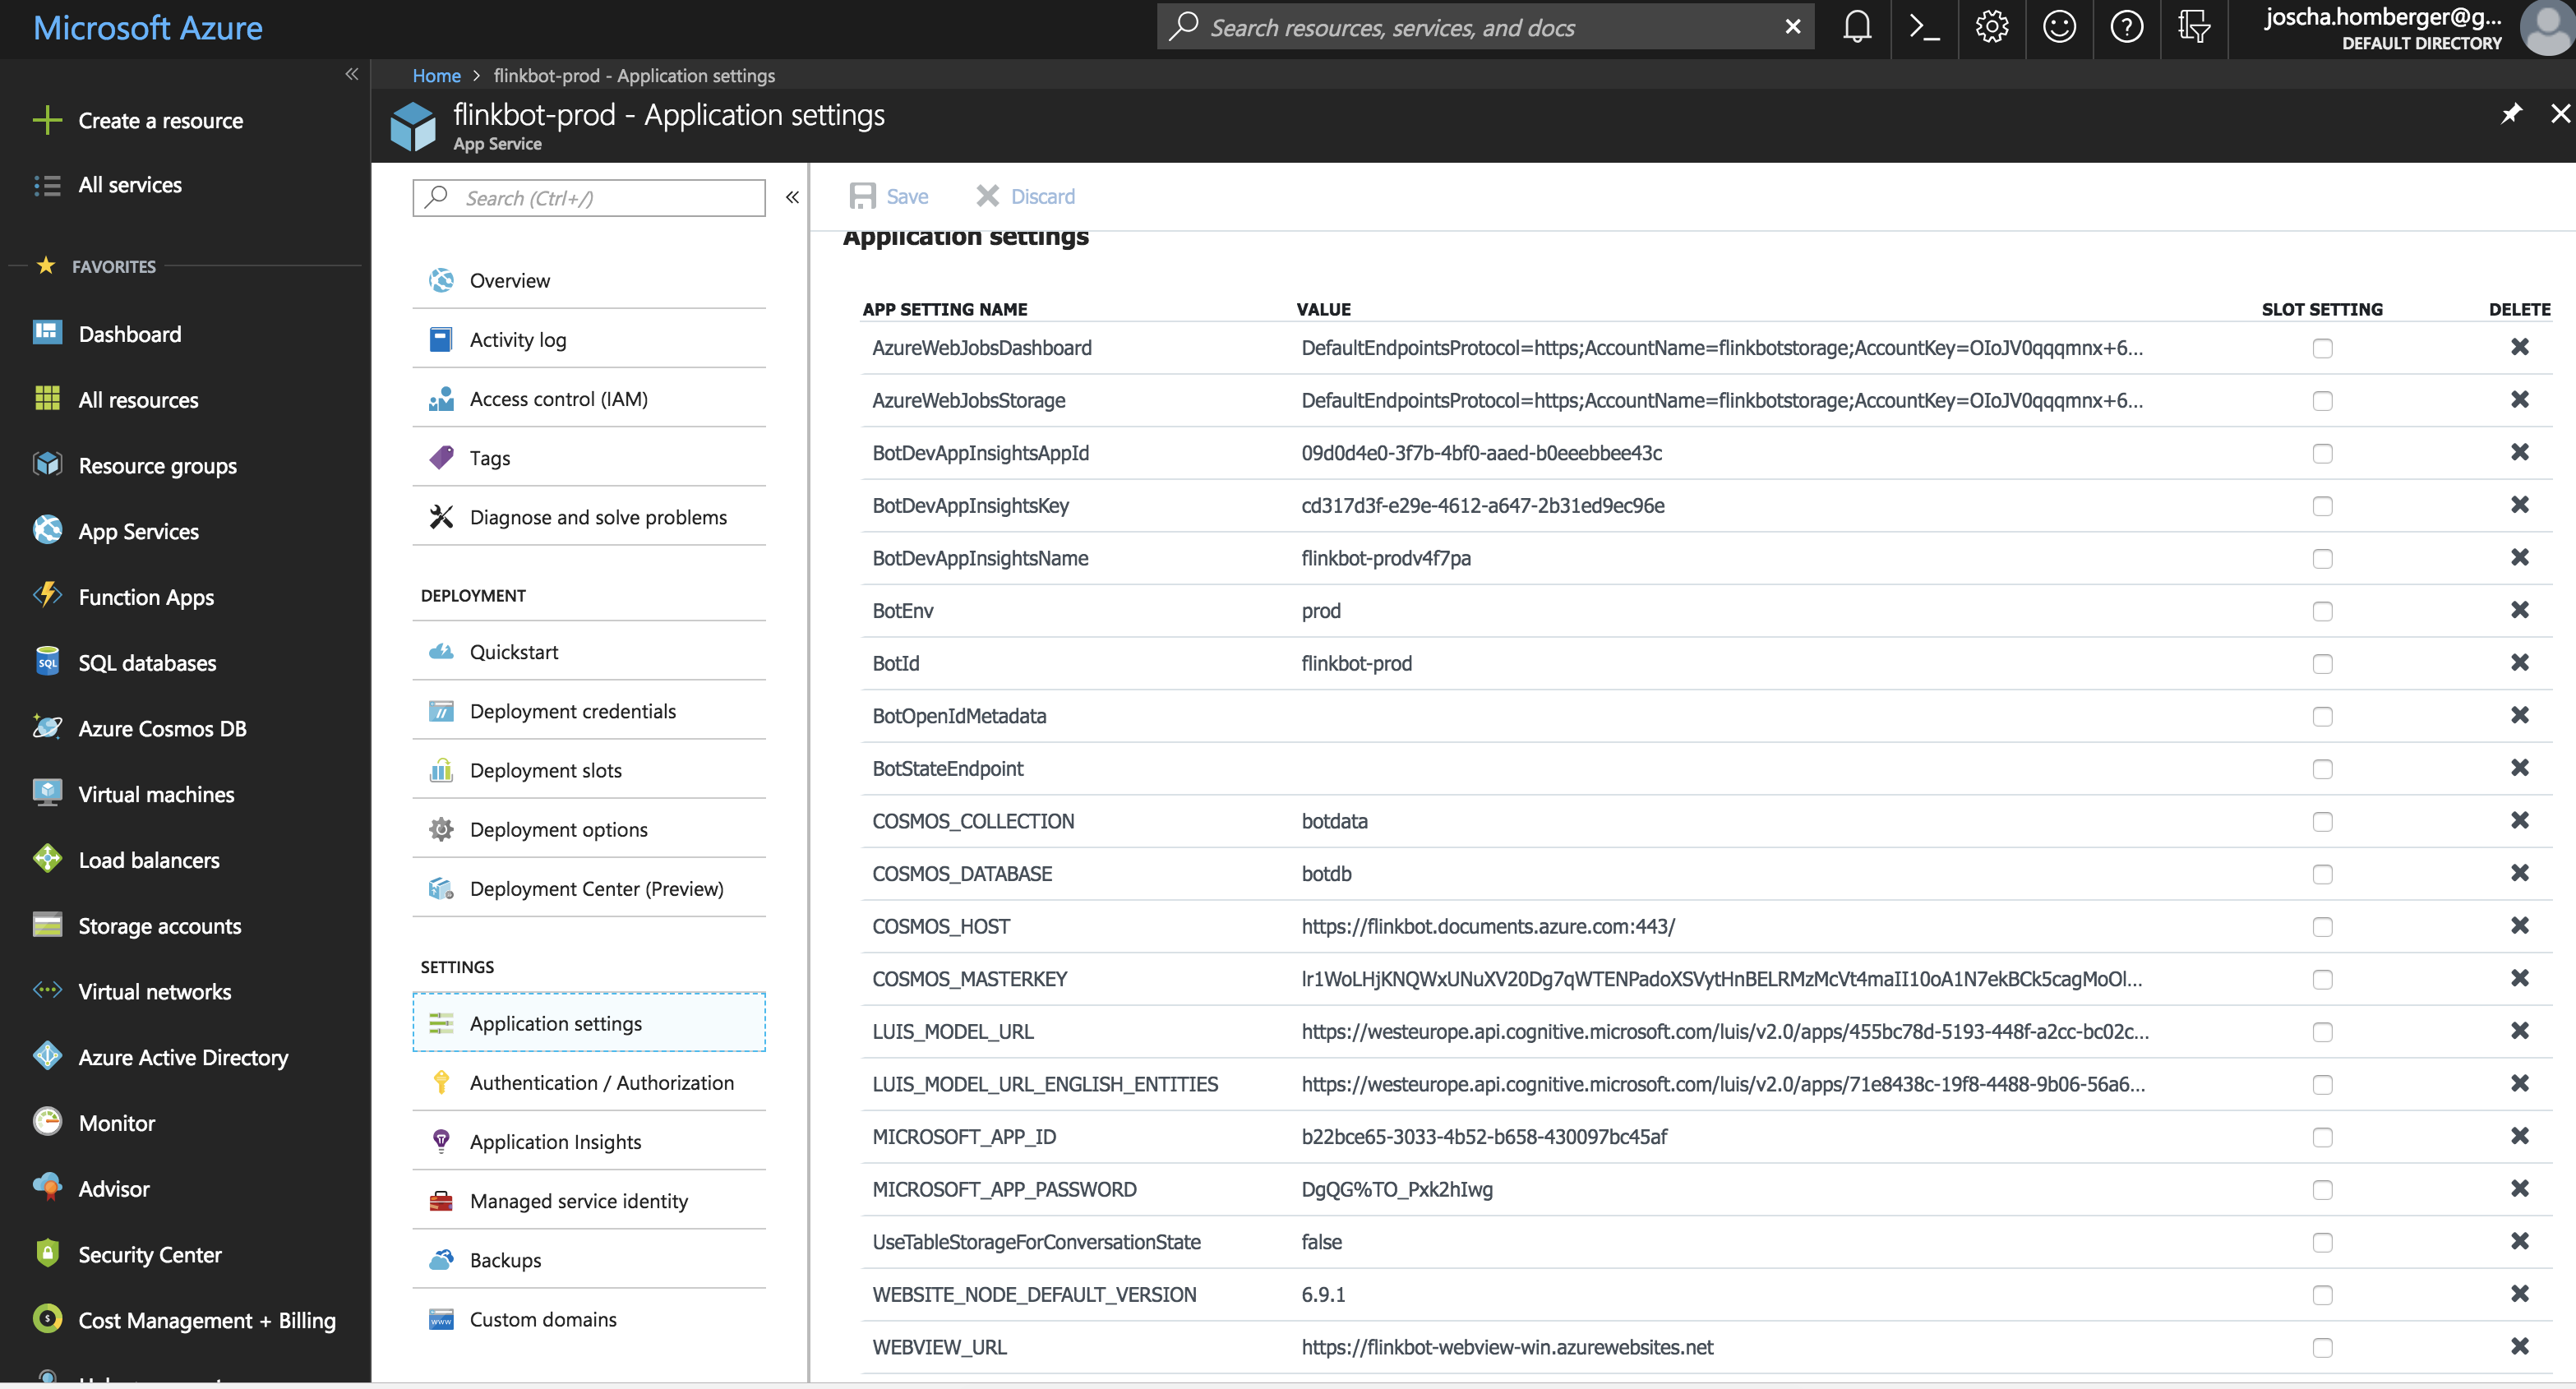 Microsoft Azure
Search resources, services, and docs
joscha.homberger@g...
DEFAULT DIRECTORY
Create a resource
All services
FAVORITES
Dashboard
All resources
Resource groups
App Services
Function Apps
SQL databases
Azure Cosmos DB
Virtual machines
Load balancers
Storage accounts
Virtual networks
Azure Active Directory
Monitor
Advisor
Security Center
Cost Management + Billing
Home > flinkbot-prod - Application settings
flinkbot-prod - Application settings
App Service
Search (Ctrl+/)
Overview
Activity log
Access control (IAM)
Tags
Diagnose and solve problems
DEPLOYMENT
Quickstart
Deployment credentials
Deployment slots
Deployment options
Deployment Center (Preview)
SETTINGS
Application settings
Authentication / Authorization
Application Insights
Managed service identity
Backups
Custom domains
Save Discard
Application settings
APP SETTING NAME VALUE SLOT SETTING DELETE
AzureWebJobsDashboard DefaultEndpointsProtocol=https;AccountName=flinkbotstorage;AccountKey=OIoJV0qqqmnx+6...
AzureWebJobsStorage DefaultEndpointsProtocol=https;AccountName=flinkbotstorage;AccountKey=OIoJV0qqqmnx+6...
BotDevAppInsightsAppId 09d0d4e0-3f7b-4bf0-aaed-b0eeebbee43c
BotDevAppInsightsKey cd317d3f-e29e-4612-a647-2b31ed9ec96e
BotDevAppInsightsName flinkbot-prodv4f7pa
BotEnv prod
BotId flinkbot-prod
BotOpenIdMetadata
BotStateEndpoint
COSMOS_COLLECTION botdata
COSMOS_DATABASE botdb
COSMOS_HOST https://flinkbot.documents.azure.com:443/
COSMOS_MASTERKEY lr1WoLHjKNQWxUNuXV20Dg7qWTENPadoXSVytHnBELRMzMcVt4maII10oA1N7ekBCk5cagMoOl...
LUIS_MODEL_URL https://westeurope.api.cognitive.microsoft.com/luis/v2.0/apps/455bc78d-5193-448f-a2cc-bc02c...
LUIS_MODEL_URL_ENGLISH_ENTITIES https://westeurope.api.cognitive.microsoft.com/luis/v2.0/apps/71e8438c-19f8-4488-9b06-56a6...
MICROSOFT_APP_ID b22bce65-3033-4b52-b658-430097bc45af
MICROSOFT_APP_PASSWORD DgQG%TO_Pxk2hIwg
UseTableStorageForConversationState false
WEBSITE_NODE_DEFAULT_VERSION 6.9.1
WEBVIEW_URL https://flinkbot-webview-win.azurewebsites.net